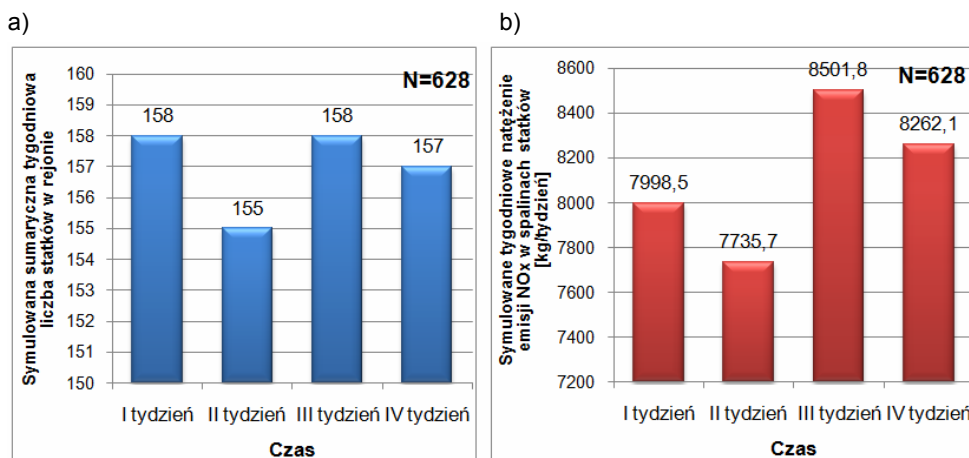 a)
Symulowana sumaryczna tygodniowa
liczba statków w rejonie
N=628
160
159
158
157
156
155
154
153
152
151
150
158
155
158
157
I tydzień II tydzień III tydzień IV tydzień
Czas
b)
Symulowane tygodniowe natężenie
emisji NOx w spalinach statków
[kg/tydzień]
N=628
8600
8400
8200
8000
7800
7600
7400
7200
7998,5
7735,7
8501,8
8262,1
I tydzień II tydzień III tydzień IV tydzień
Czas